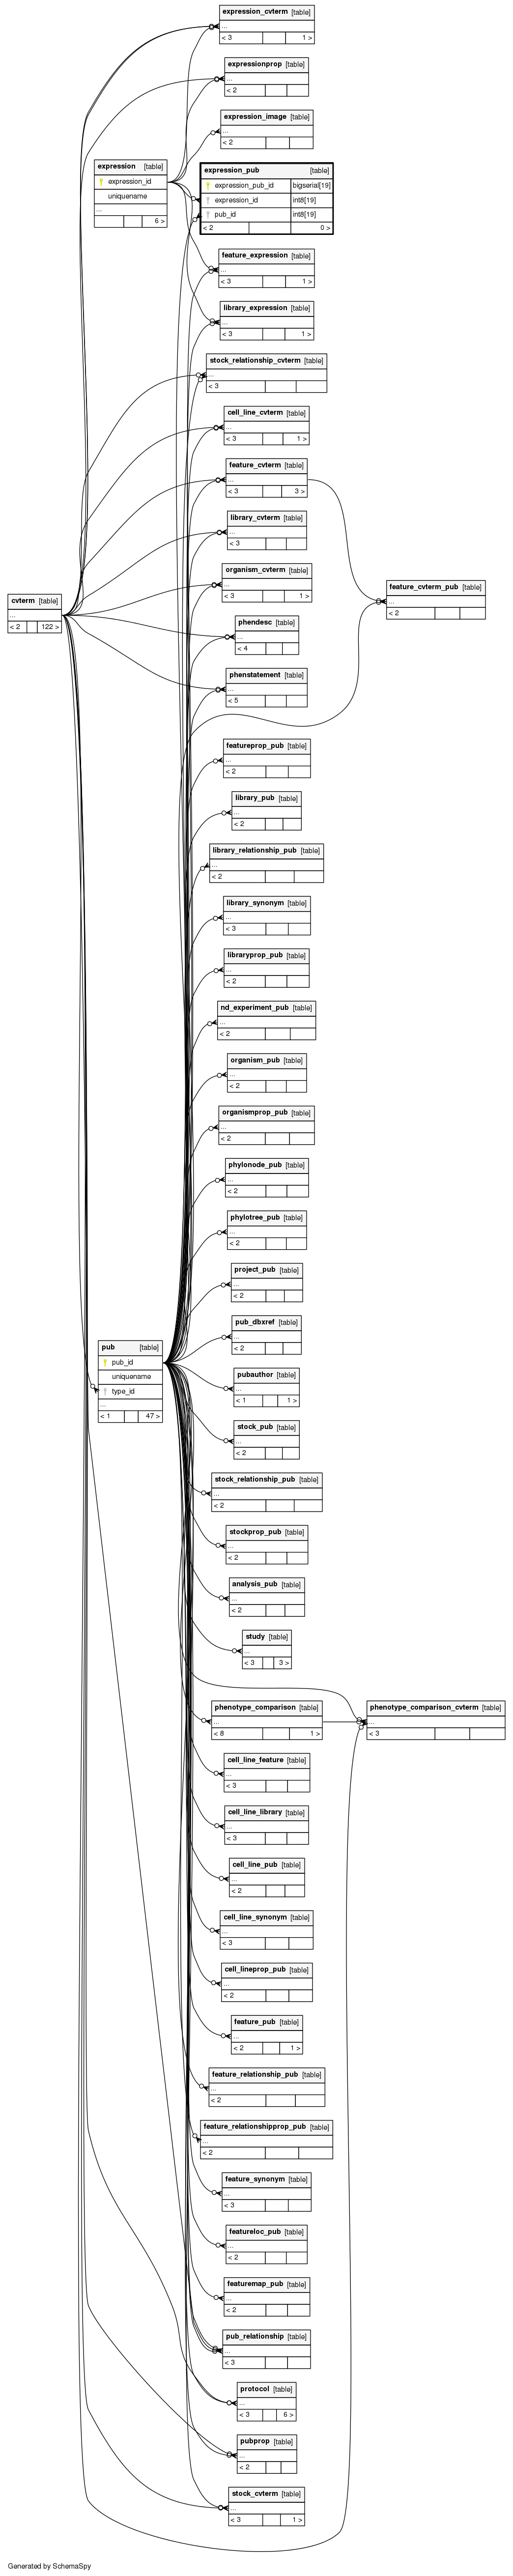 expression_cvterm [table]
...
< 3 1 >
expressionprop [table]
...
< 2
expression_image [table]
...
< 2
expression [table]
expression_id
uniquename
...
6 >
expression_pub [table]
expression_pub_id bigserial[19]
expression_id int8[19]
pub_id int8[19]
< 2 0 >
feature_expression [table]
...
< 3 1 >
library_expression [table]
...
< 3 1 >
stock_relationship_cvterm [table]
...
< 3
cell_line_cvterm [table]
...
< 3 1 >
feature_cvterm [table]
...
< 3 3 >
library_cvterm [table]
...
< 3
organism_cvterm [table]
...
< 3 1 >
feature_cvterm_pub [table]
...
< 2
cvterm [table]
...
< 2 122 >
phendesc [table]
...
< 4
phenstatement [table]
...
< 5
featureprop_pub [table]
...
< 2
library_pub [table]
...
< 2
library_relationship_pub [table]
...
< 2
library_synonym [table]
...
< 3
libraryprop_pub [table]
...
< 2
nd_experiment_pub [table]
...
< 2
organism_pub [table]
...
< 2
organismprop_pub [table]
...
< 2
phylonode_pub [table]
...
< 2
phylotree_pub [table]
...
< 2
project_pub [table]
...
< 2
pub_dbxref [table]
...
< 2
pub [table]
pub_id
uniquename
type_id
...
< 1 47 >
pubauthor [table]
...
< 1 1 >
stock_pub [table]
...
< 2
stock_relationship_pub [table]
...
< 2
stockprop_pub [table]
...
< 2
analysis_pub [table]
...
< 2
study [table]
...
< 3 3 >
phenotype_comparison [table]
...
< 8 1 >
phenotype_comparison_cvterm [table]
...
< 3
cell_line_feature [table]
...
< 3
cell_line_library [table]
...
< 3
cell_line_pub [table]
...
< 2
cell_line_synonym [table]
...
< 3
cell_lineprop_pub [table]
...
< 2
feature_pub [table]
...
< 2 1 >
feature_relationship_pub [table]
...
< 2
feature_relationshipprop_pub [table]
...
< 2
feature_synonym [table]
...
< 3
featureloc_pub [table]
...
< 2
featuremap_pub [table]
...
< 2
pub_relationship [table]
...
< 3
protocol [table]
...
< 3 6 >
pubprop [table]
...
< 2
stock_cvterm [table]
...
< 3 1 >
Generated by SchemaSpy